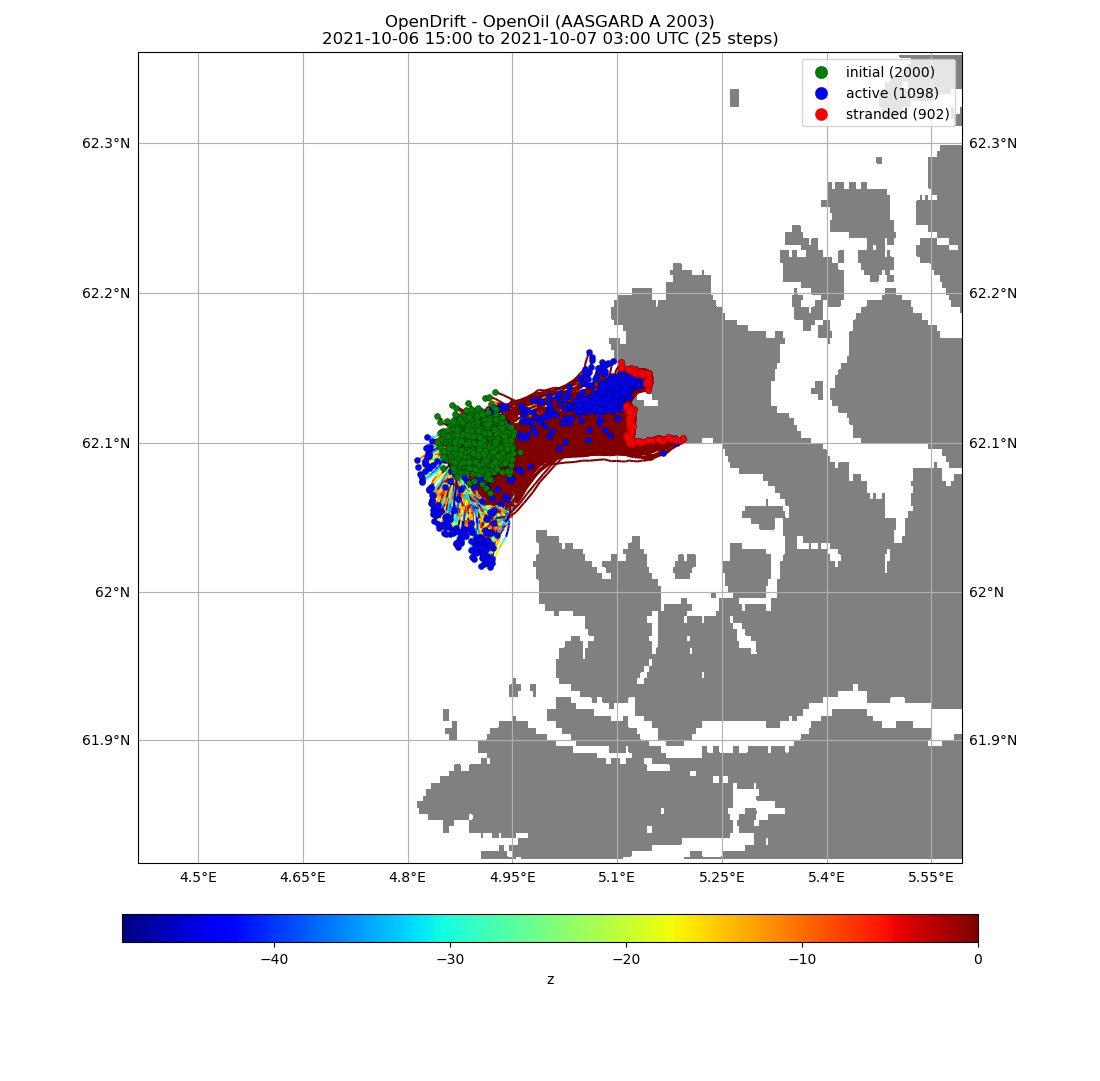 OpenDrift - OpenOil (AASGARD A 2003)
2021-10-06 15:00 to 2021-10-07 03:00 UTC (25 steps)
initial (2000)
active (1098)
stranded (902)
62.3°N 62.3°N
62.2°N 62.2°N
62.1°N 62.1°N
62°N 62°N
61.9°N 61.9°N
4.5°E 4.65°E 4.8°E 4.95°E 5.1°E 5.25°E 5.4°E 5.55°E
−40 −30 −20 −10 0
z